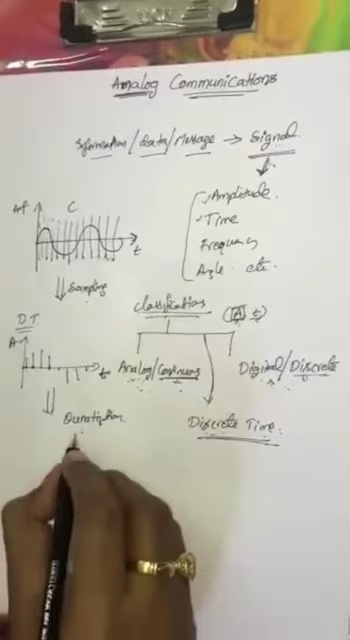 Analog Communications
Information/data/Message → Signal
Amplitude.
Time
Frequency
Angle etc.
A↑ C
t
Sampling
Classification (A, t)
DT
A
t
Analog/Continuous
Digital/Discrete
Quantization.
Discrete Time.